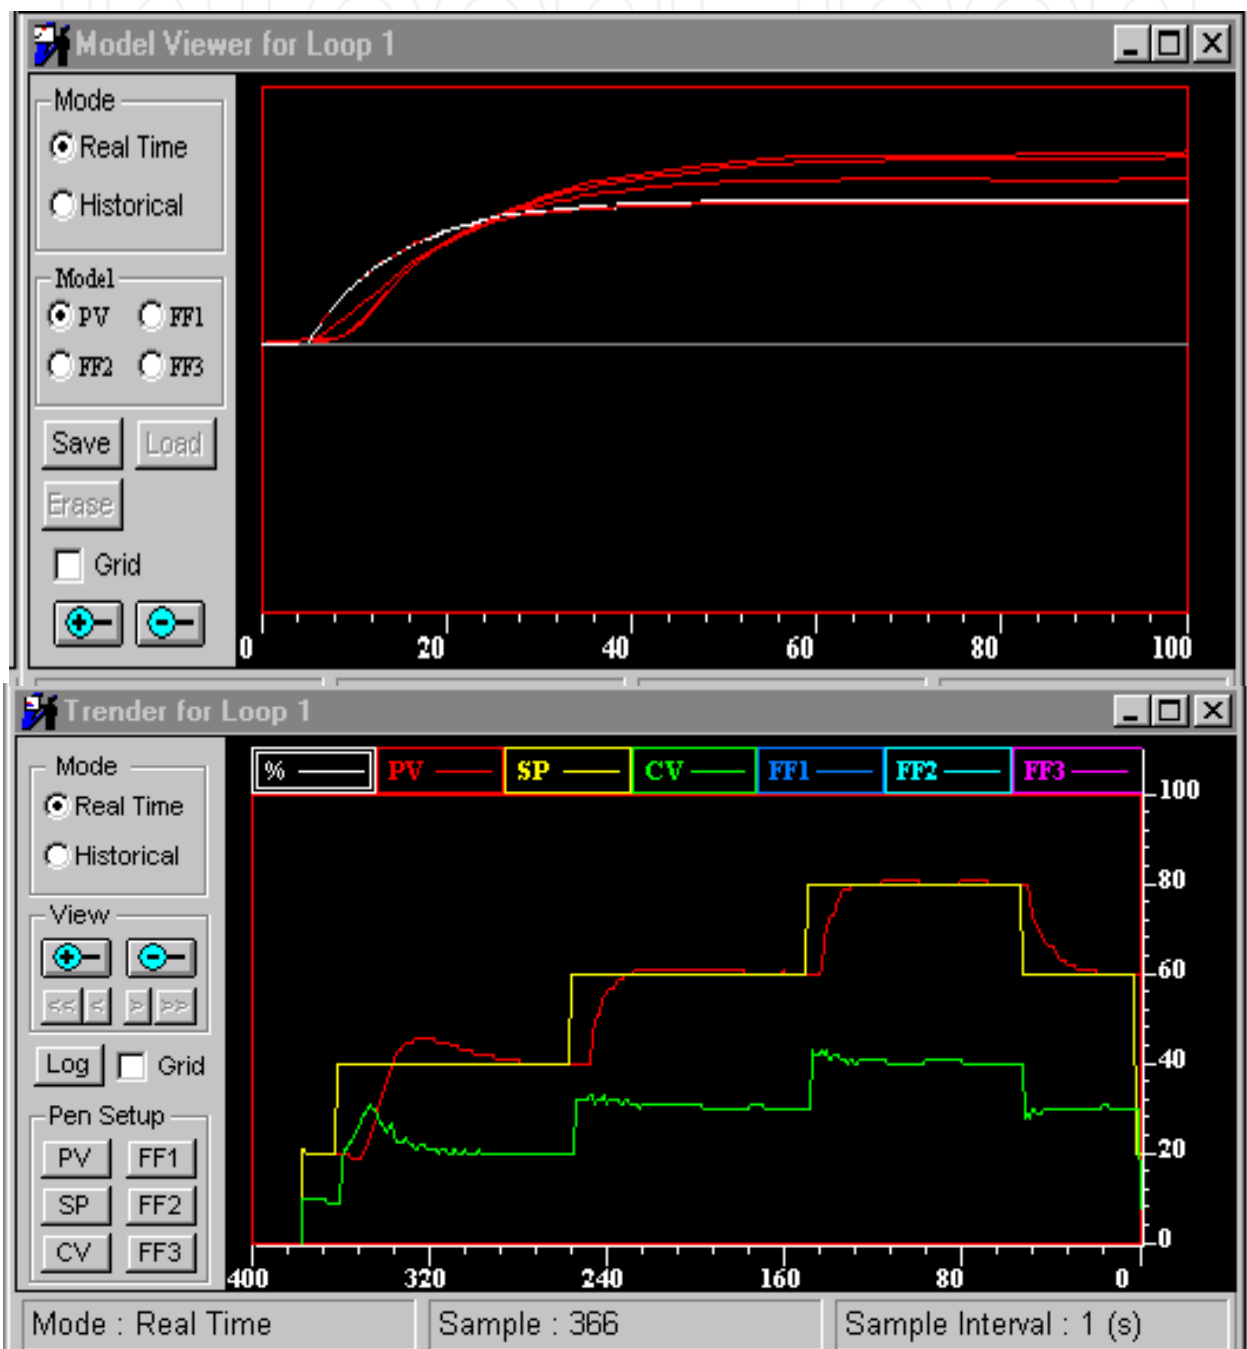 Model Viewer for Loop 1
Mode
Real Time
Historical
Model
PV FF1
FF2 FF3
Save Load
Erase
Grid
0 20 40 60 80 100
Trender for Loop 1
Mode
Real Time
Historical
% PV SP CV FF1 FF2 FF3
100
80
60
40
20
0
View
<< < > >>
Log Grid
Pen Setup
PV FF1
SP FF2
CV FF3
400 320 240 160 80 0
Mode : Real Time Sample : 366 Sample Interval : 1 (s)